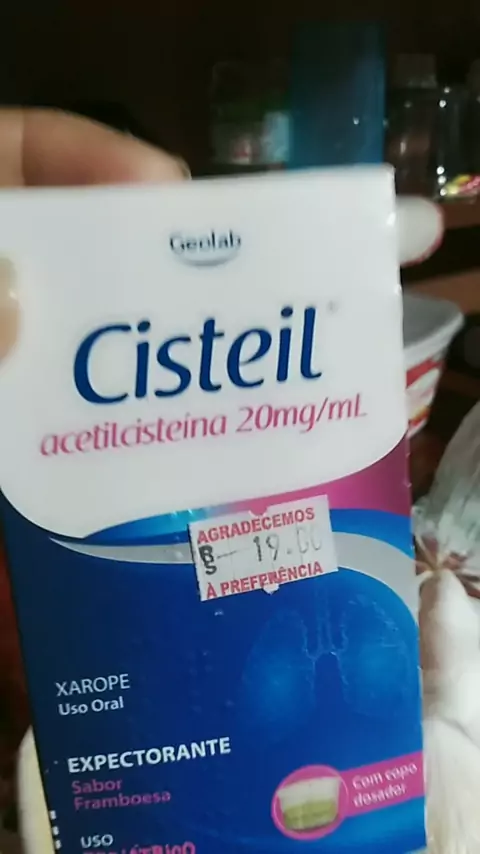 Geolab
Cisteil®
acetilcisteína 20mg/mL
AGRADECEMOS
19.00
À PREFERÊNCIA
XAROPE
Uso Oral
EXPECTORANTE
Sabor
Framboesa
Com copo
dosador
USO
PEDIÁTRICO